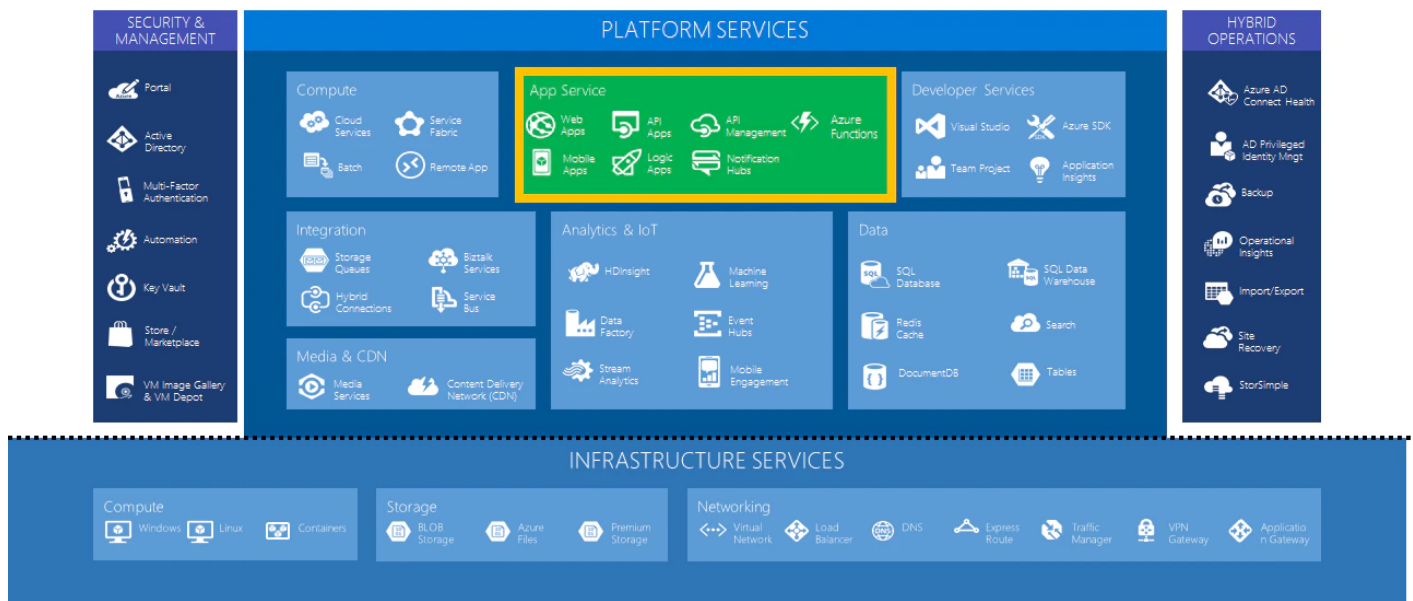 SECURITY &
MANAGEMENT
Portal
Active
Directory
Multi-Factor
Authentication
Automation
Key Vault
Store /
Marketplace
VM Image Gallery
& VM Depot
PLATFORM SERVICES
Compute
Cloud
Services
Service
Fabric
Batch
Remote App
App Service
Web
Apps
API
Apps
API
Management
Azure
Functions
Mobile
Apps
Logic
Apps
Notification
Hubs
Developer Services
Visual Studio
SDK
Azure SDK
Team Project
Application
Insights
Integration
Storage
Queues
Biztalk
Services
Hybrid
Connections
Service
Bus
Media & CDN
Media
Services
Content Delivery
Network (CDN)
Analytics & IoT
HDInsight
Machine
Learning
Data
Factory
Event
Hubs
Stream
Analytics
Mobile
Engagement
Data
SQL
SQL
Database
SQL
SQL Data
Warehouse
Redis
Cache
Search
DocumentDB
Tables
HYBRID
OPERATIONS
Azure AD
Connect Health
AD Privileged
Identity Mngt
Backup
Operational
Insights
Import/Export
Site
Recovery
StorSimple
INFRASTRUCTURE SERVICES
Compute
Windows
Linux
Containers
Storage
BLOB
Storage
Azure
Files
Premium
Storage
Networking
Virtual
Network
Load
Balancer
DNS
DNS
Express
Route
Traffic
Manager
VPN
Gateway
Applicatio
n Gateway